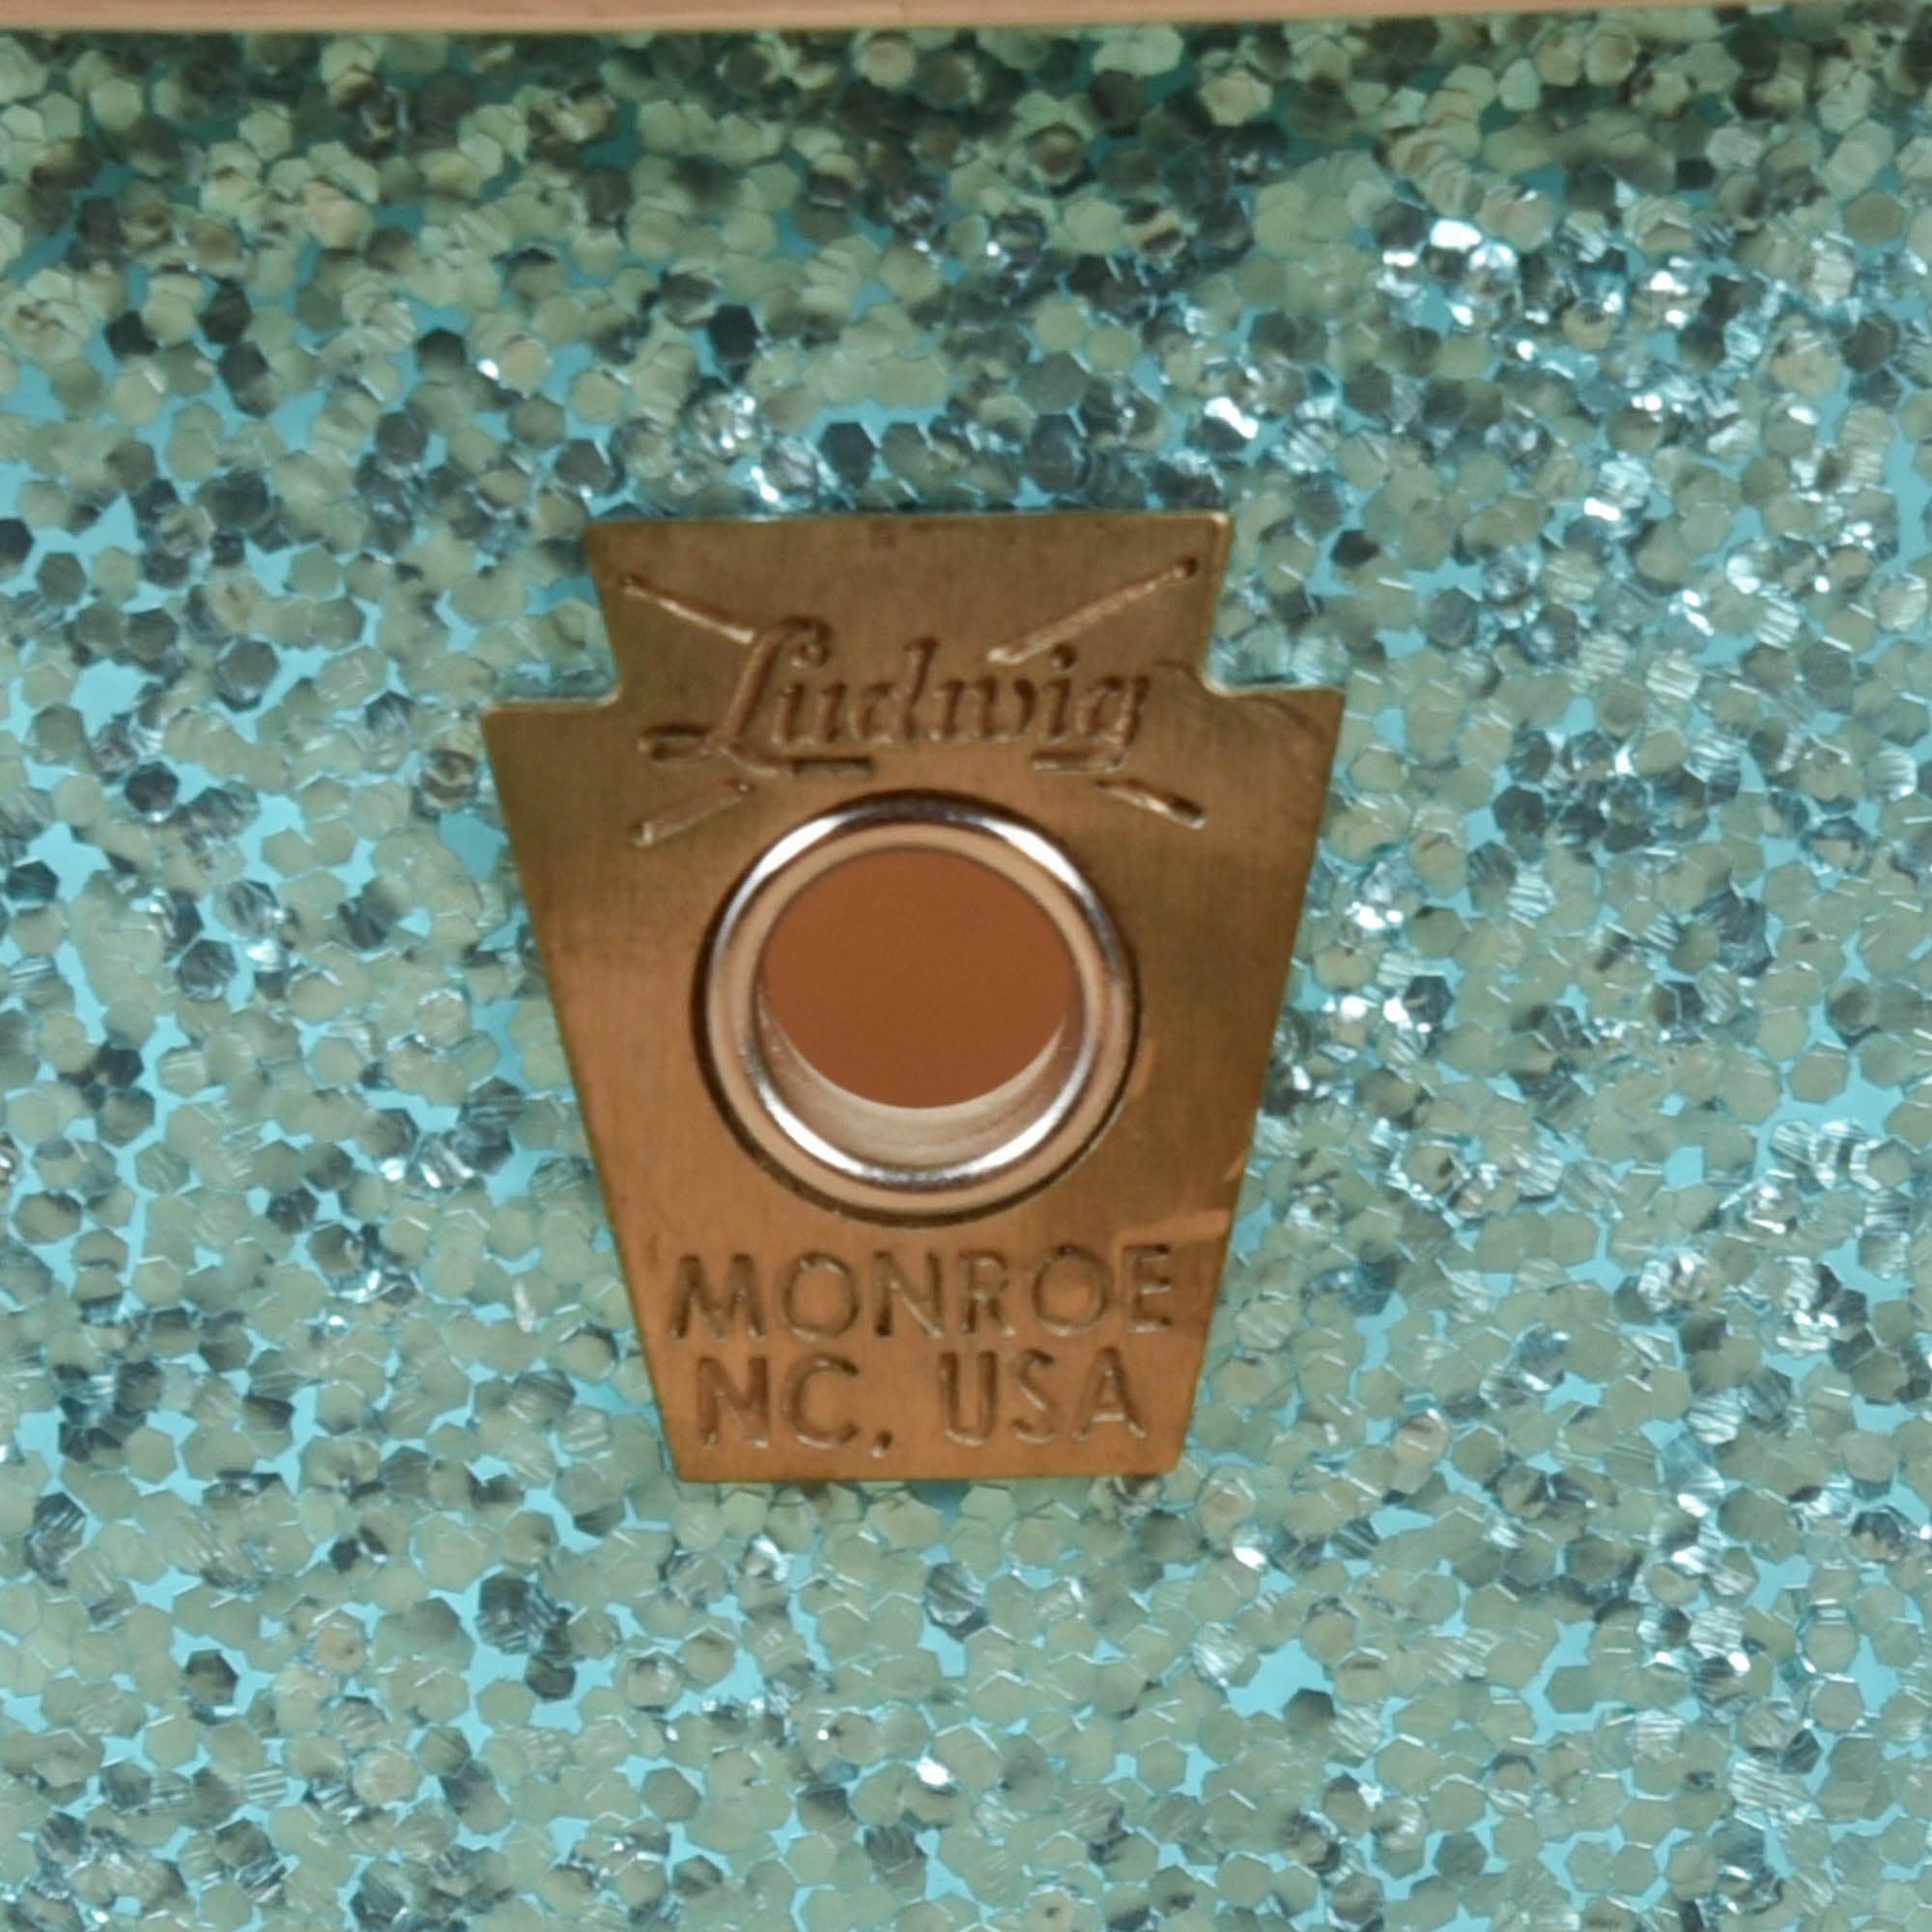 Ludwig
MONROE
NC, USA